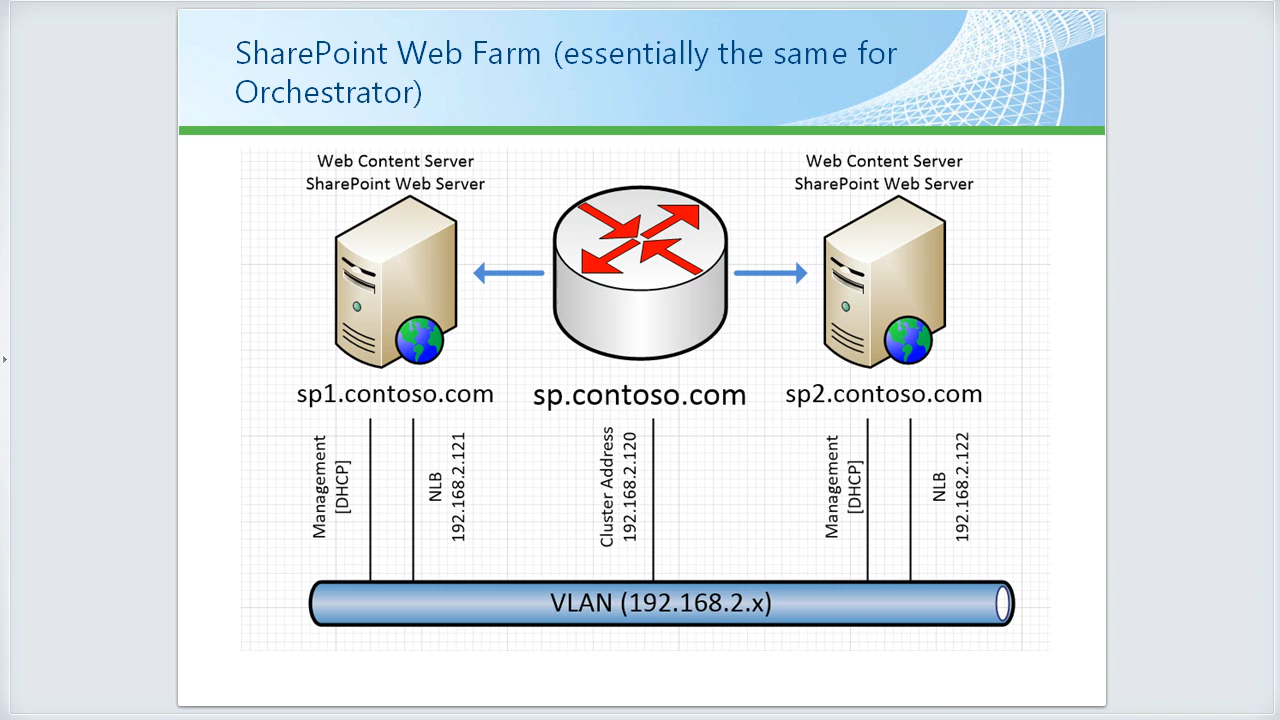 SharePoint Web Farm (essentially the same for
Orchestrator)
Web Content Server
SharePoint Web Server
Web Content Server
SharePoint Web Server
sp1.contoso.com
sp.contoso.com
sp2.contoso.com
Management
[DHCP]
NLB
192.168.2.121
Cluster Address
192.168.2.120
Management
[DHCP]
NLB
192.168.2.122
VLAN (192.168.2.x)